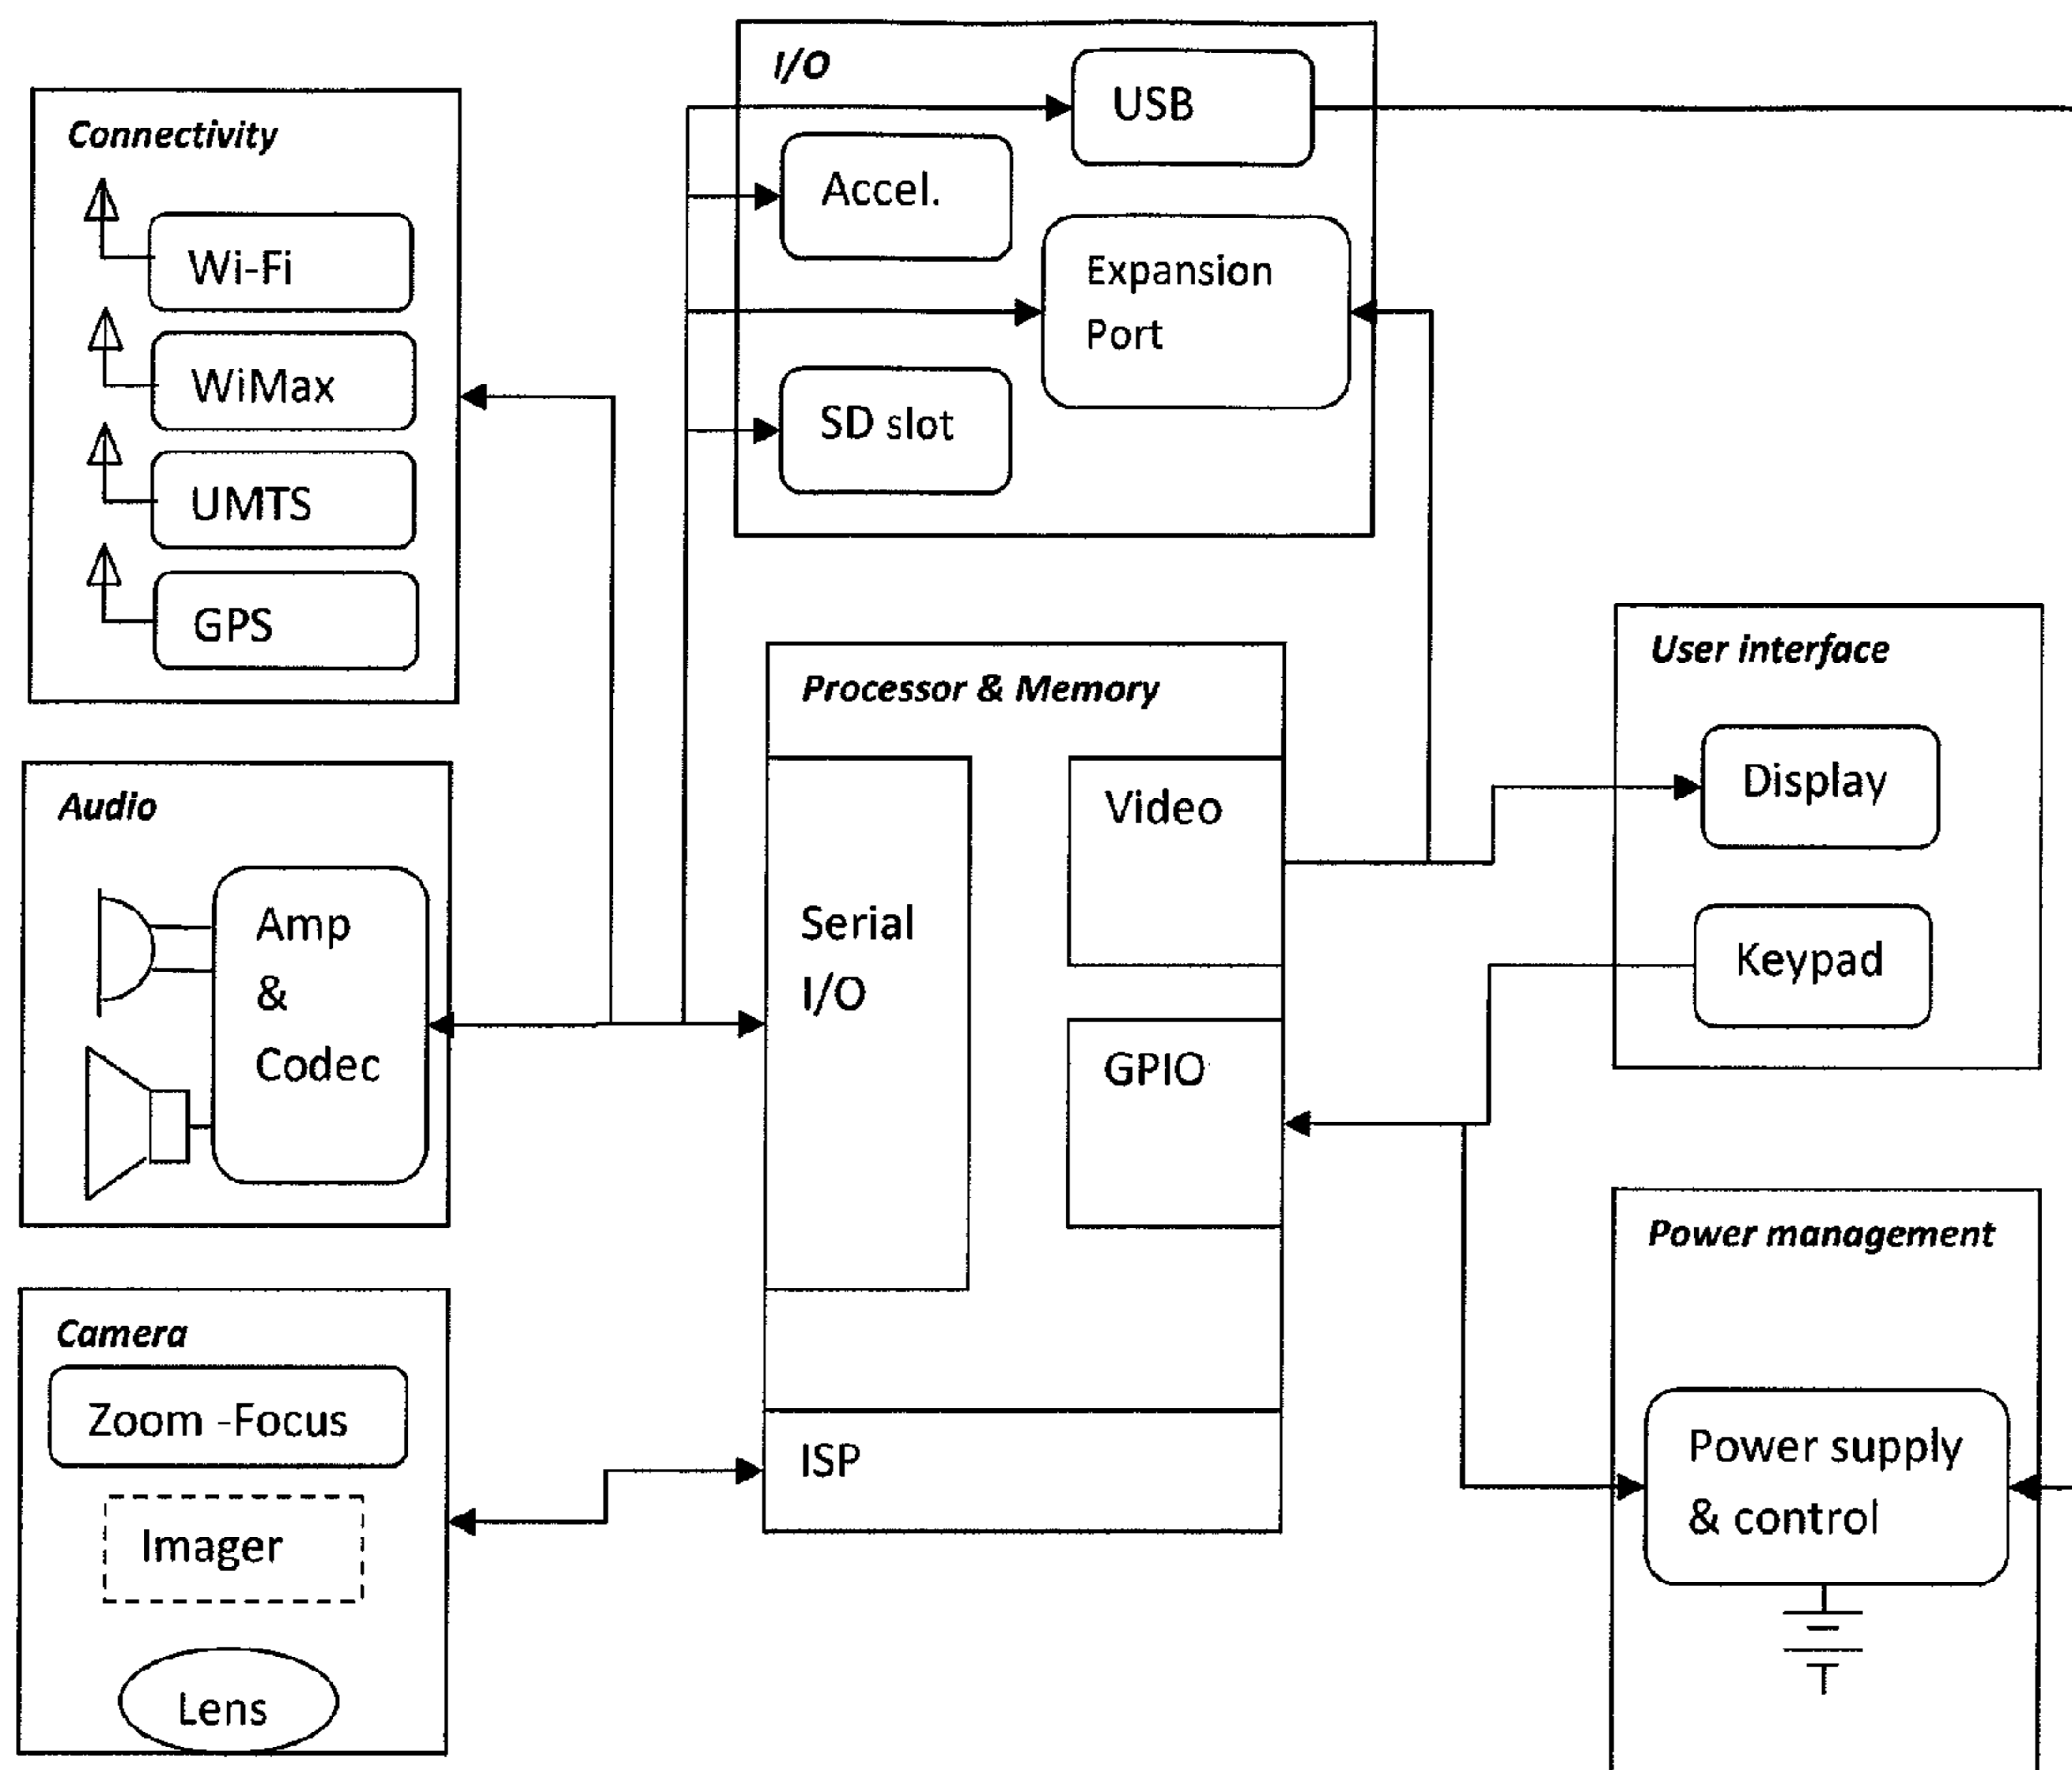 I/O
USB
Accel.
Expansion
Port
SD slot
Connectivity
Wi-Fi
WiMax
UMTS
GPS
Audio
Amp
&
Codec
Camera
Zoom -Focus
Imager
Lens
Processor & Memory
Serial
I/O
Video
GPIO
ISP
User interface
Display
Keypad
Power management
Power supply
& control